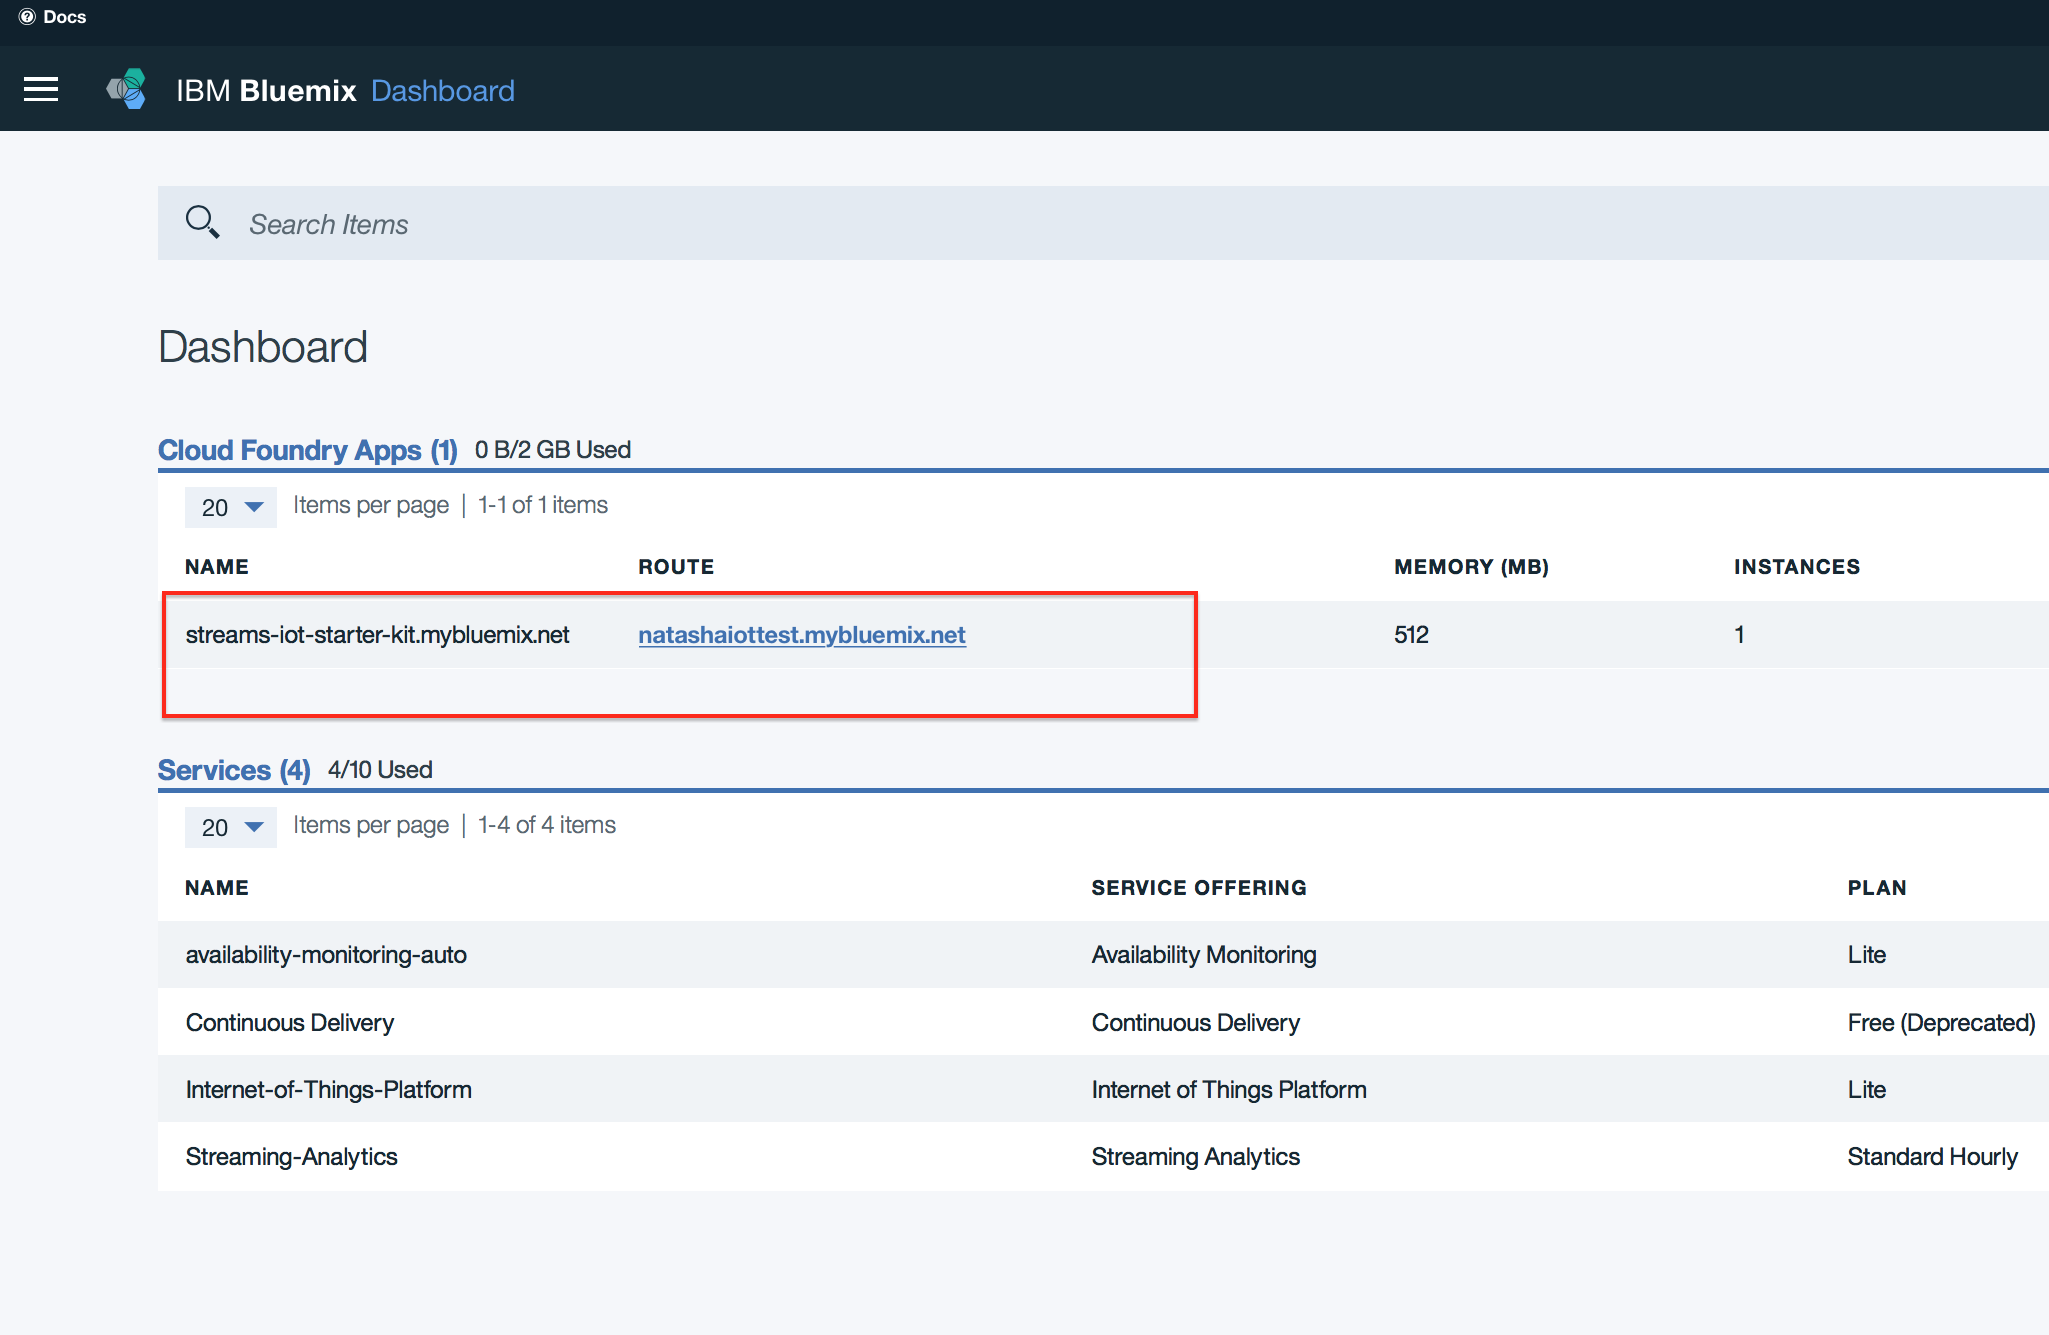 Docs
IBM Bluemix Dashboard
Search Items
Dashboard
Cloud Foundry Apps (1) 0 B/2 GB Used
20 Items per page | 1-1 of 1 items
NAME ROUTE MEMORY (MB) INSTANCES
streams-iot-starter-kit.mybluemix.net natashaiottest.mybluemix.net 512 1
Services (4) 4/10 Used
20 Items per page | 1-4 of 4 items
NAME SERVICE OFFERING PLAN
availability-monitoring-auto Availability Monitoring Lite
Continuous Delivery Continuous Delivery Free (Deprecated)
Internet-of-Things-Platform Internet of Things Platform Lite
Streaming-Analytics Streaming Analytics Standard Hourly